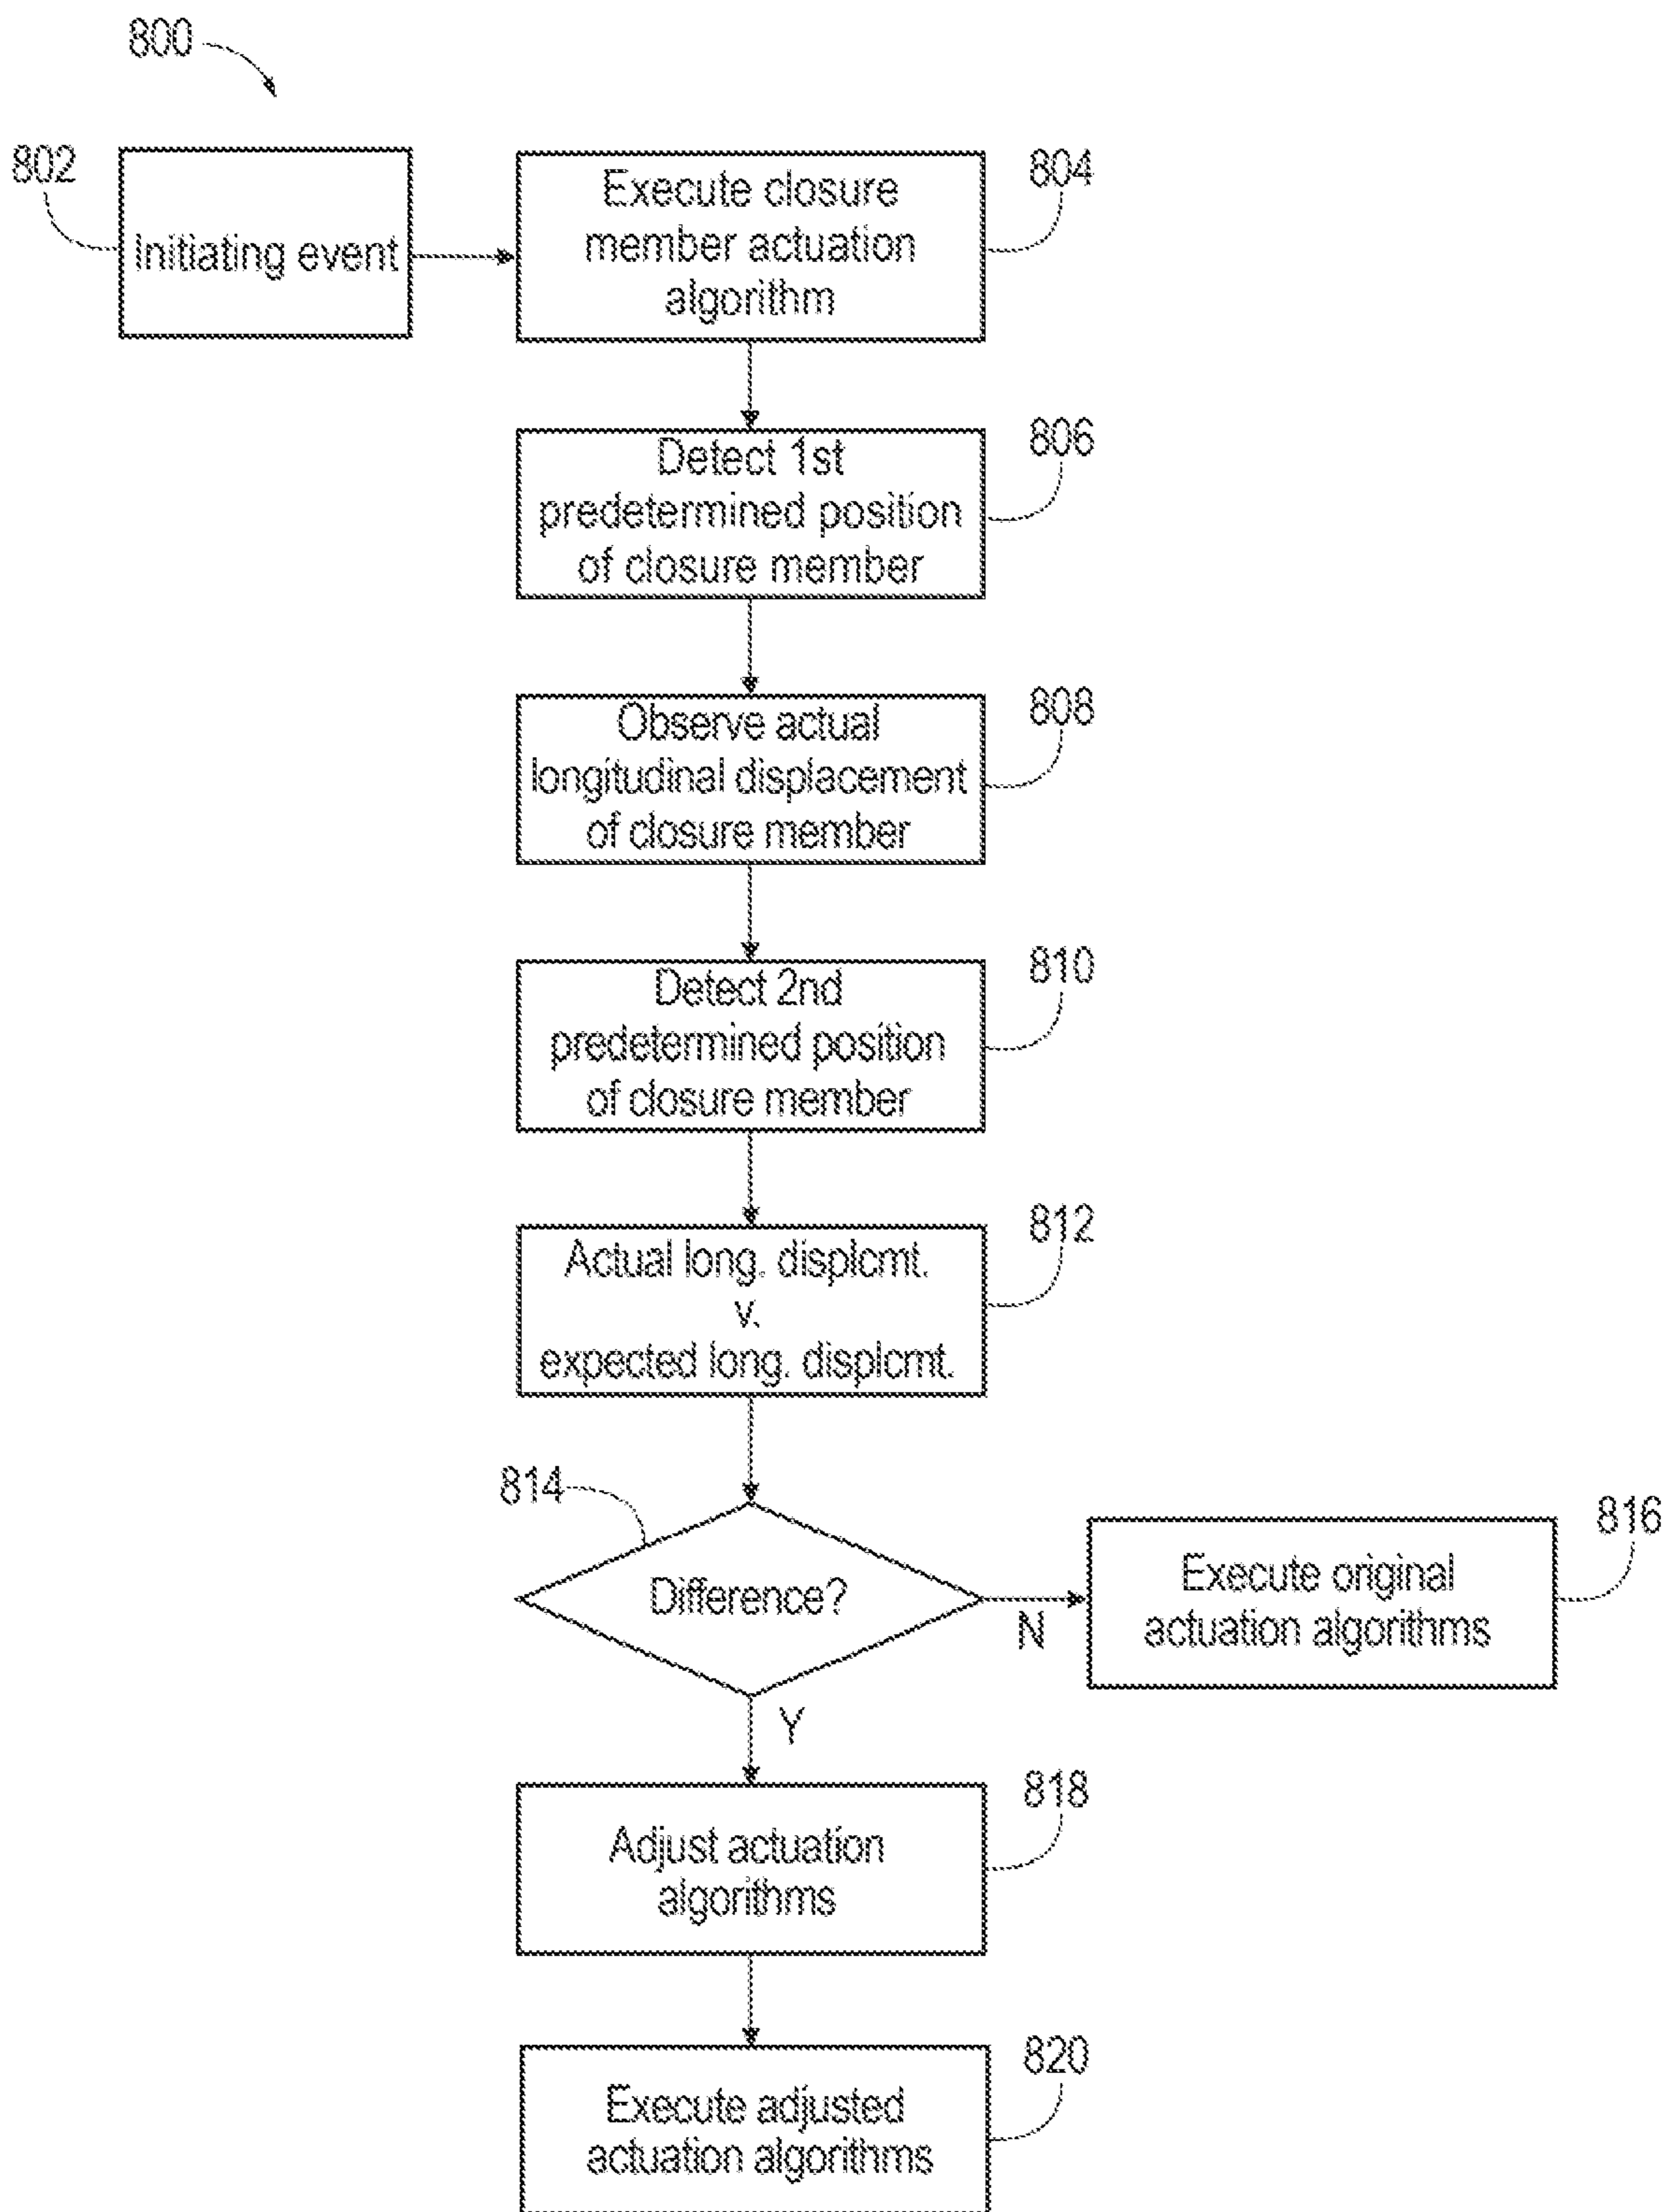 800
802
Initiating event
804
Execute closure
member actuation
algorithm
806
Detect 1st
predetermined position
of closure member
808
Observe actual
longitudinal displacement
of closure member
810
Detect 2nd
predetermined position
of closure member
812
Actual long. displcmt.
v.
expected long. displcmt.
814
Difference?
N
816
Execute original
actuation algorithms
Y
818
Adjust actuation
algorithms
820
Execute adjusted
actuation algorithms